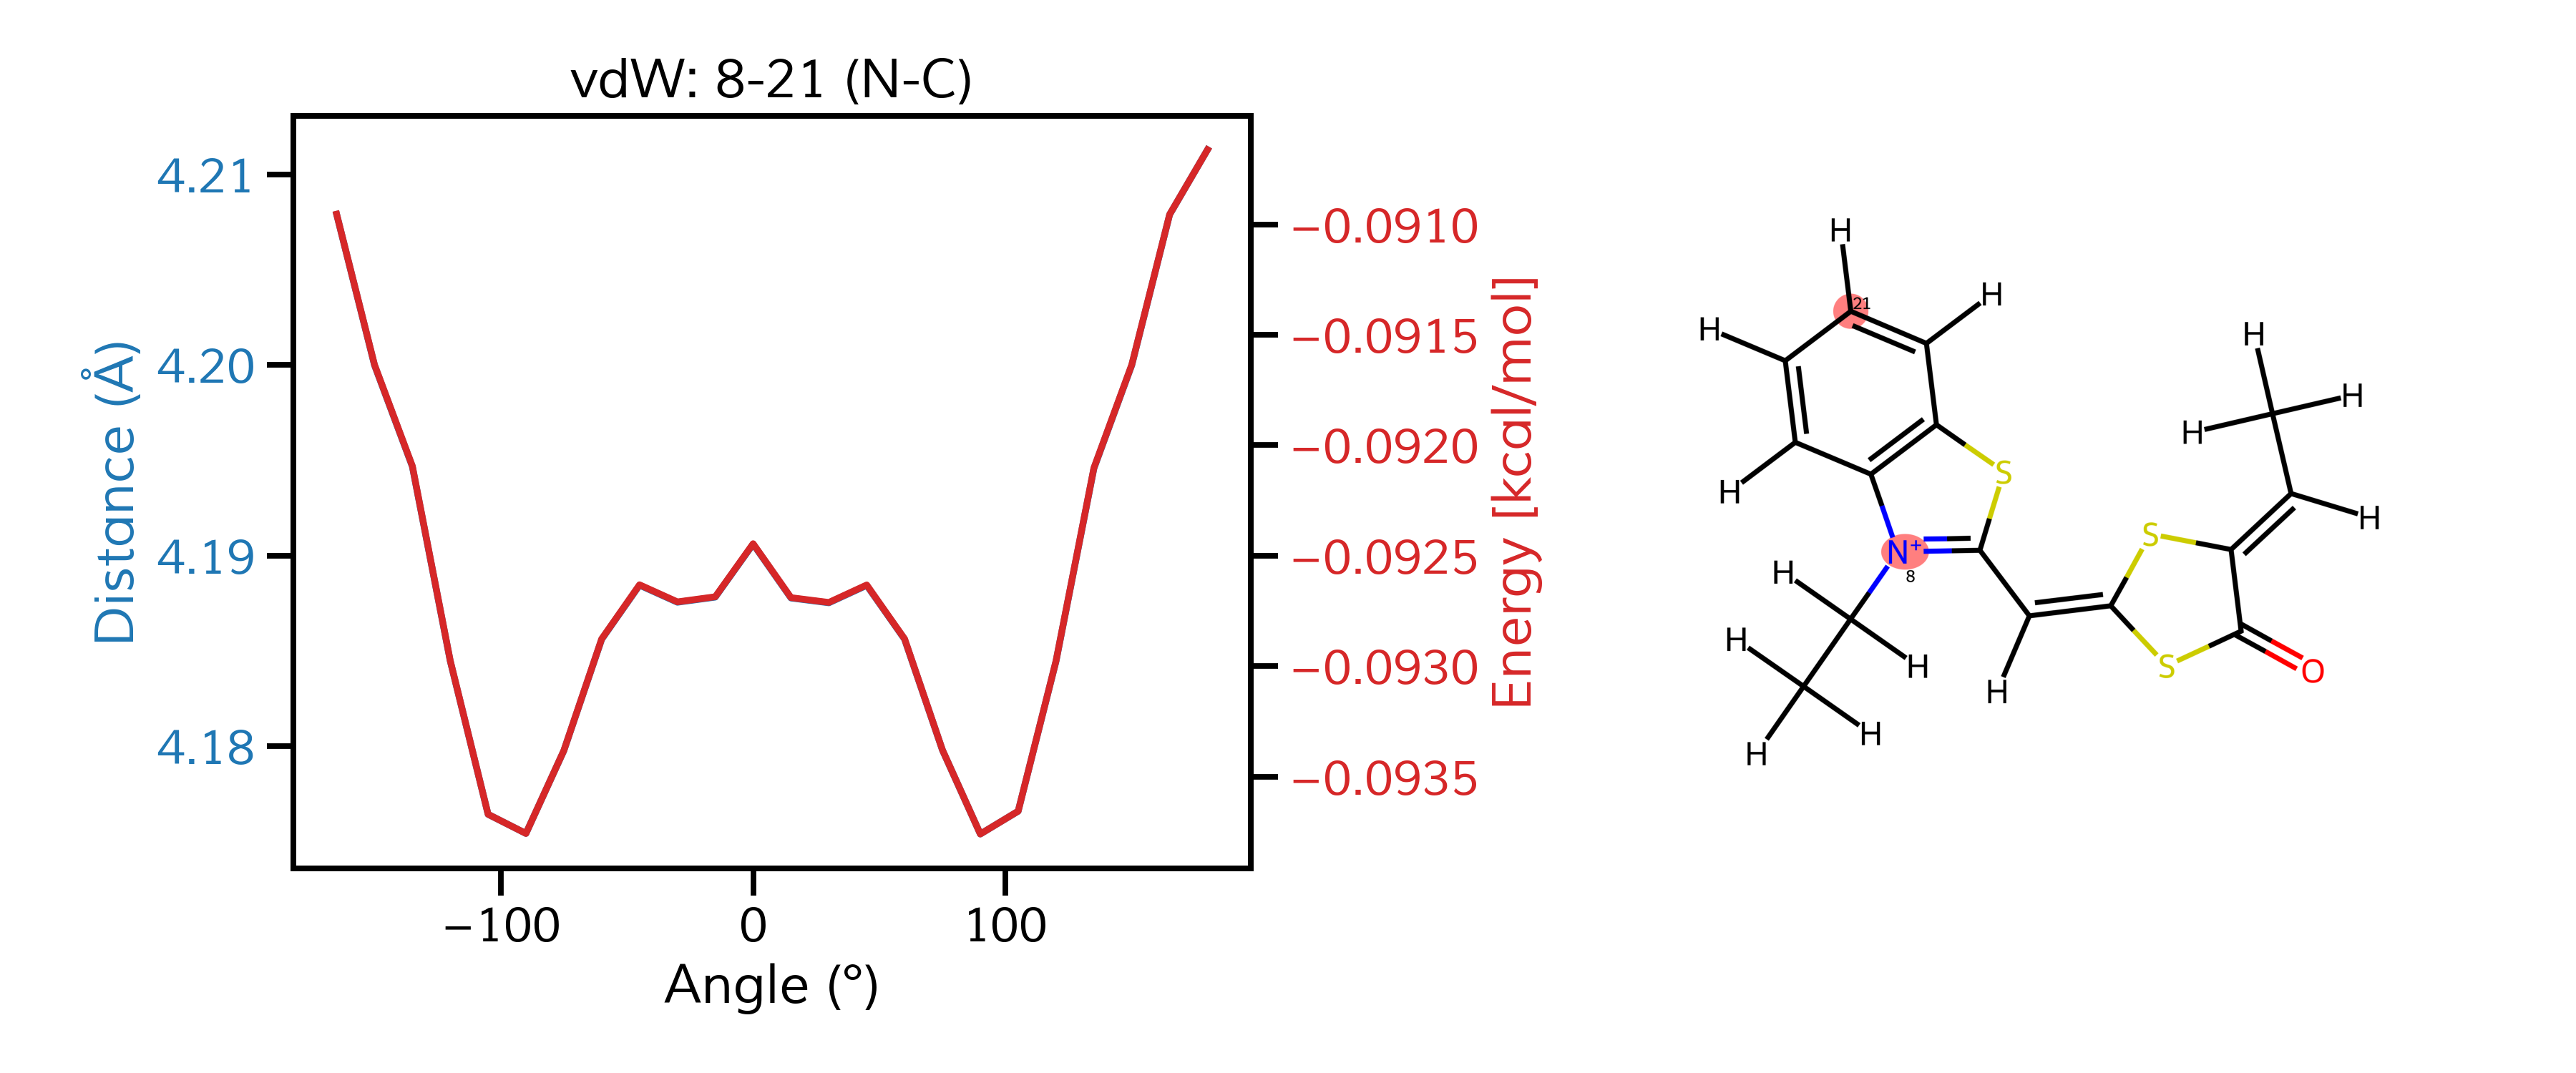 vdW: 8-21 (N-C)
Distance (Å)
4.21
4.20
4.19
4.18
−0.0910
−0.0915
−0.0920
−0.0925
−0.0930
−0.0935
Energy [kcal/mol]
−100 0 100
Angle (°)
H
H
21
H
H
H
H
H
S
H
H
S
N+
8
H
H
H
S
O
H
H
H